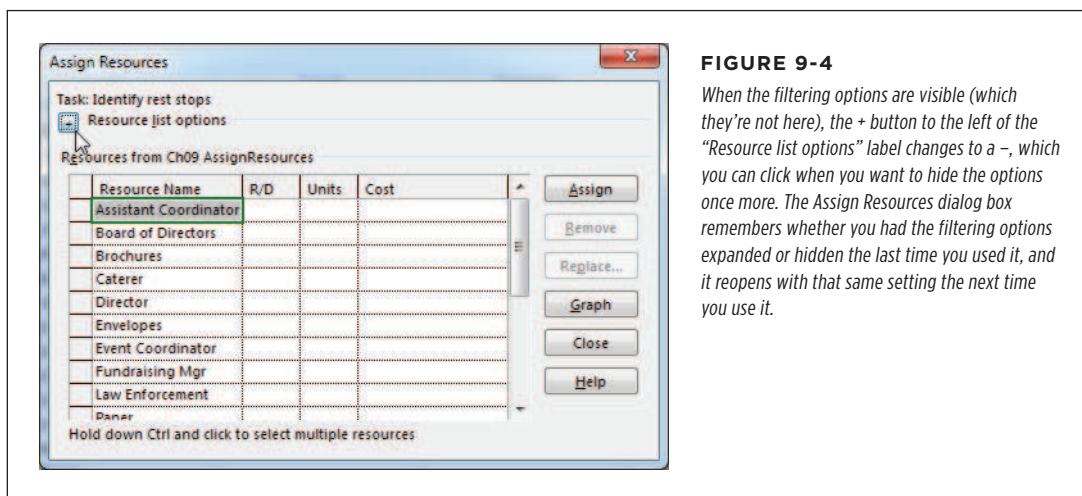 Assign Resources
Task: Identify rest stops
+ Resource list options
Resources from Ch09 AssignResources
Resource Name R/D Units Cost
Assistant Coordinator
Board of Directors
Brochures
Caterer
Director
Envelopes
Event Coordinator
Fundraising Mgr
Law Enforcement
Paper
Assign
Remove
Replace...
Graph
Close
Help
Hold down Ctrl and click to select multiple resources
FIGURE 9-4
When the filtering options are visible (which
they’re not here), the + button to the left of the
“Resource list options” label changes to a –, which
you can click when you want to hide the options
once more. The Assign Resources dialog box
remembers whether you had the filtering options
expanded or hidden the last time you used it, and
it reopens with that same setting the next time
you use it.